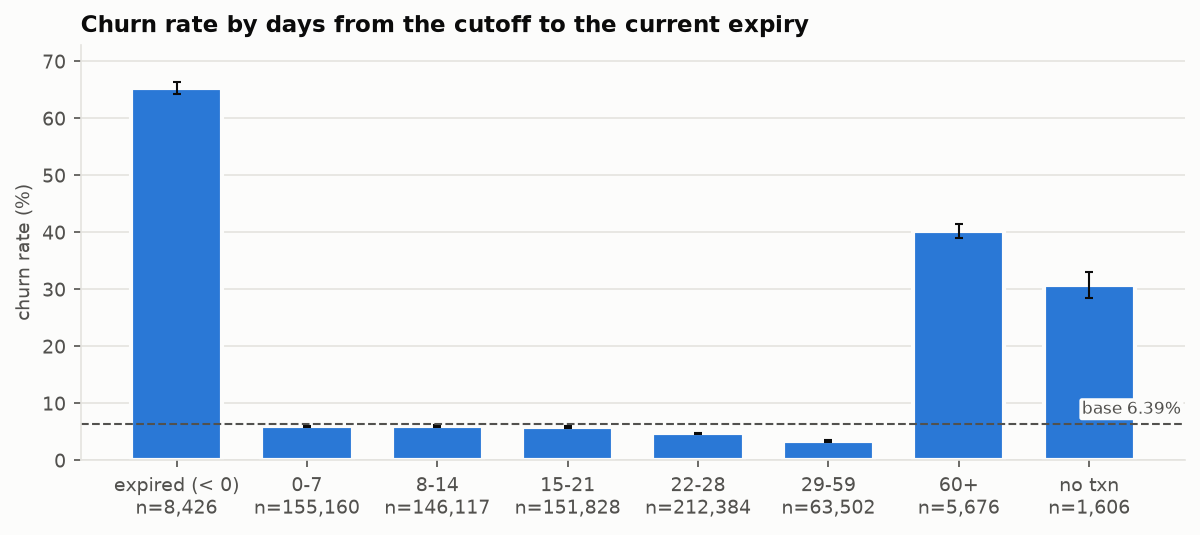 Churn rate by days from the cutoff to the current expiry
churn rate (%)
70
60
50
40
30
20
10
0
base 6.39%
expired (< 0)
n=8,426
0-7
n=155,160
8-14
n=146,117
15-21
n=151,828
22-28
n=212,384
29-59
n=63,502
60+
n=5,676
no txn
n=1,606